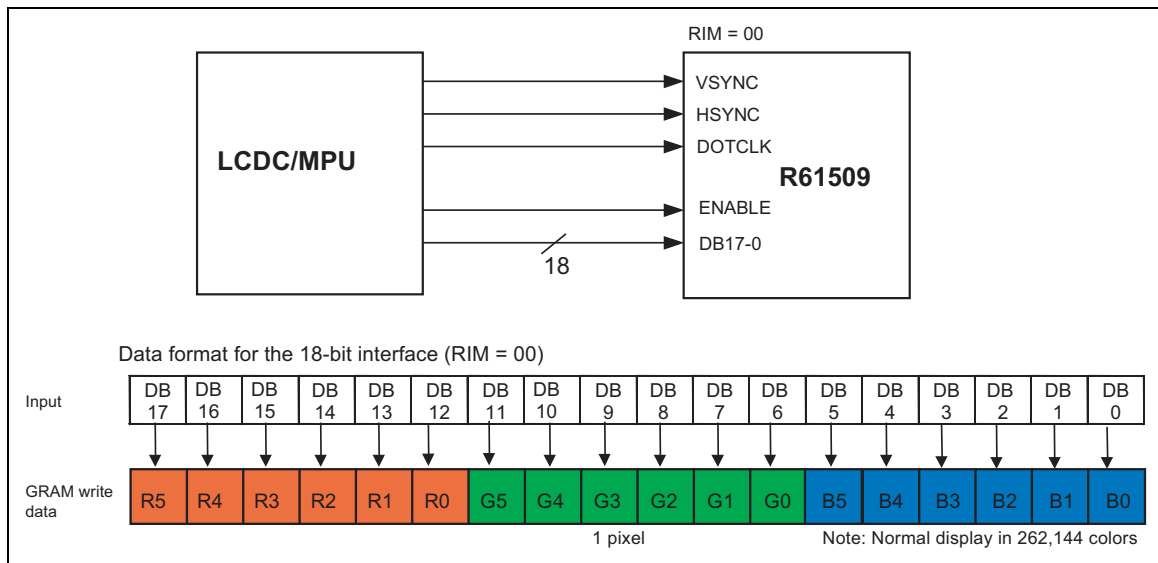 RIM = 00
VSYNC
HSYNC
LCDC/MPU
DOTCLK
R61509
ENABLE
DB17-0
18
Data format for the 18-bit interface (RIM = 00)
Input
DB 17 DB 16 DB 15 DB 14 DB 13 DB 12 DB 11 DB 10 DB 9 DB 8 DB 7 DB 6 DB 5 DB 4 DB 3 DB 2 DB 1 DB 0
GRAM write data
R5 R4 R3 R2 R1 R0 G5 G4 G3 G2 G1 G0 B5 B4 B3 B2 B1 B0
1 pixel
Note: Normal display in 262,144 colors